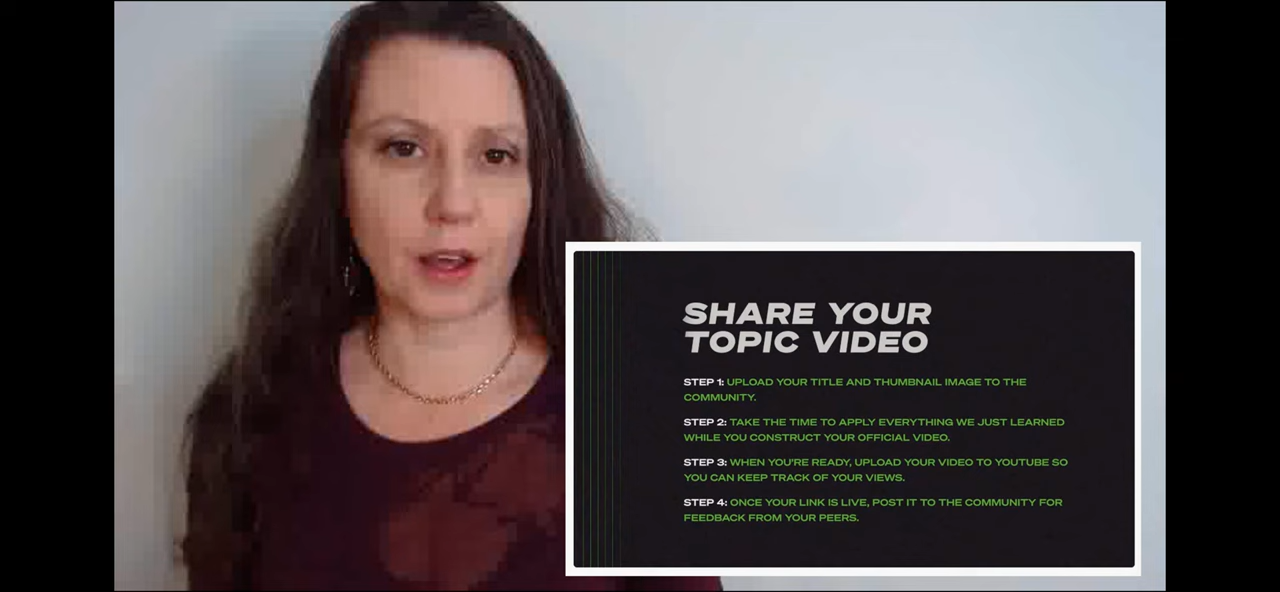 SHARE YOUR
TOPIC VIDEO
STEP 1: UPLOAD YOUR TITLE AND THUMBNAIL IMAGE TO THE
COMMUNITY.
STEP 2: TAKE THE TIME TO APPLY EVERYTHING WE JUST LEARNED
WHILE YOU CONSTRUCT YOUR OFFICIAL VIDEO.
STEP 3: WHEN YOU'RE READY, UPLOAD YOUR VIDEO TO YOUTUBE SO
YOU CAN KEEP TRACK OF YOUR VIEWS.
STEP 4: ONCE YOUR LINK IS LIVE, POST IT TO THE COMMUNITY FOR
FEEDBACK FROM YOUR PEERS.